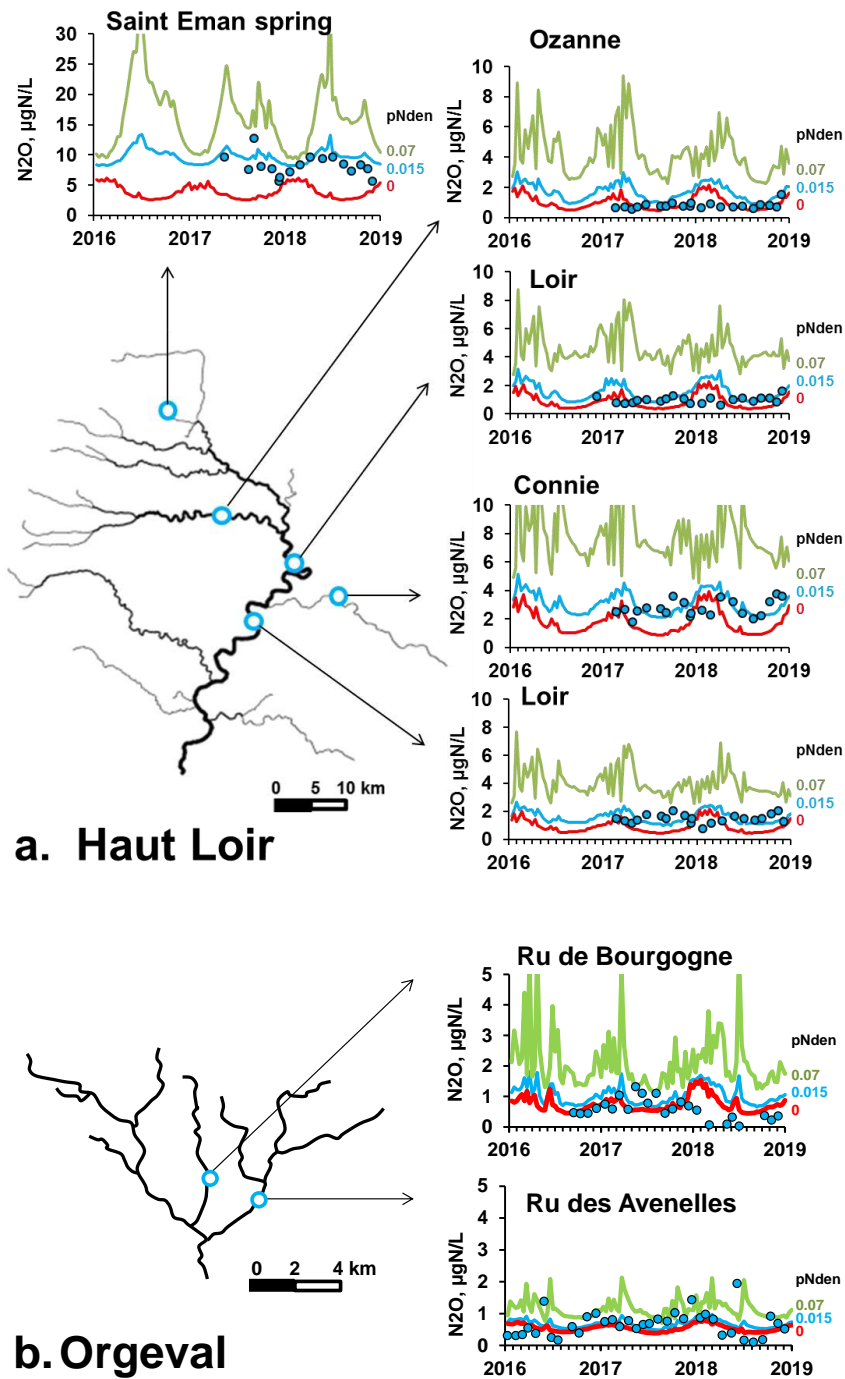 Saint Eman spring
N2O, µgN/L
30
25
20
15
10
5
0
2016 2017 2018 2019
pNden
0.07
0.015
0
Ozanne
N2O, µgN/L
10
8
6
4
2
0
2016 2017 2018 2019
pNden
0.07
0.015
0
Loir
N2O, µgN/L
10
8
6
4
2
0
2016 2017 2018 2019
pNden
0.07
0.015
0
Connie
N2O, µgN/L
10
8
6
4
2
0
2016 2017 2018 2019
pNden
0.07
0.015
0
Loir
N2O, µgN/L
10
8
6
4
2
0
2016 2017 2018 2019
pNden
0.07
0.015
0
0 5 10 km
a. Haut Loir
Ru de Bourgogne
N2O, µgN/L
5
4
3
2
1
0
2016 2017 2018 2019
pNden
0.07
0.015
0
Ru des Avenelles
N2O, µgN/L
5
4
3
2
1
0
2016 2017 2018 2019
pNden
0.07
0.015
0
0 2 4 km
b. Orgeval